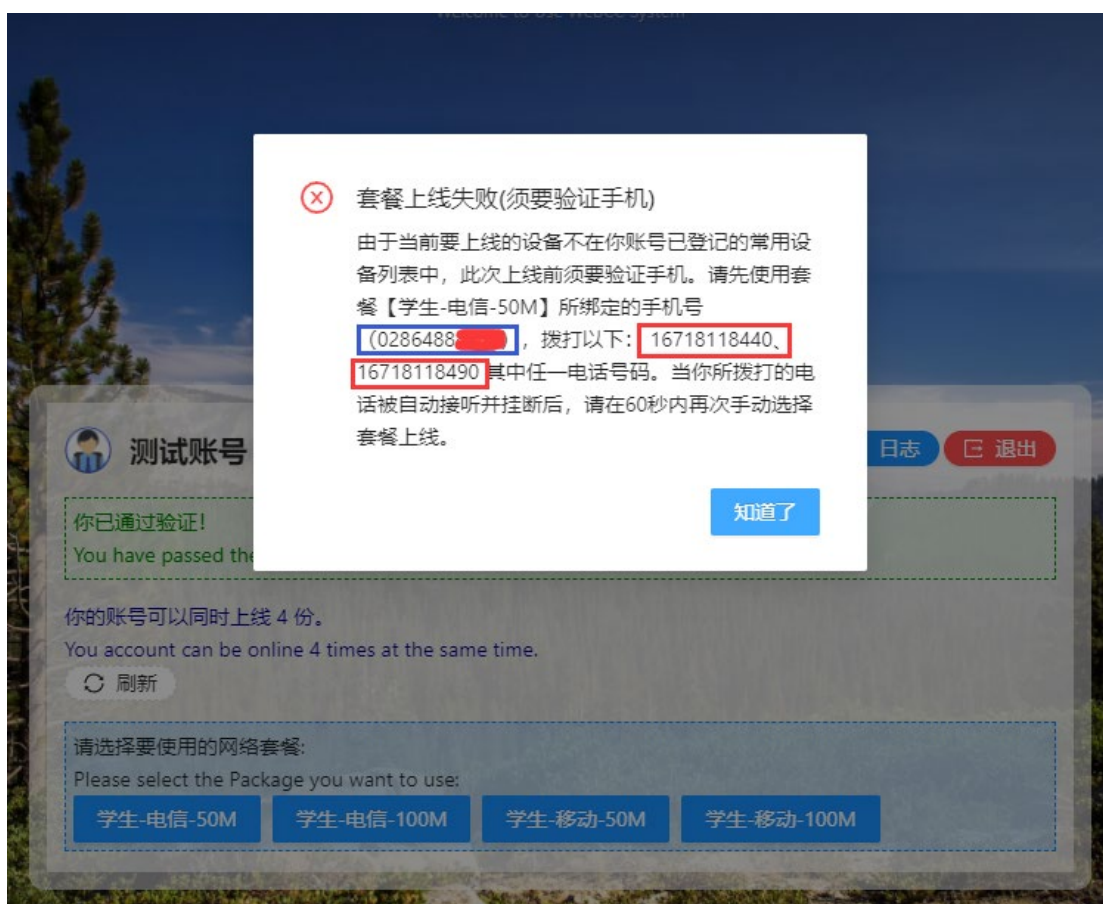 套餐上线失败(须要验证手机)
由于当前要上线的设备不在你账号已登记的常用设
备列表中，此次上线前须要验证手机。请先使用套
餐【学生-电信-50M】所绑定的手机号
（0286488），拨打以下：16718118440、
16718118490其中任一电话号码。当你所拨打的电
话被自动接听并挂断后，请在60秒内再次手动选择
套餐上线。
知道了
测试账号
日志
退出
你已通过验证！
You have passed the
你的账号可以同时上线 4 份。
You account can be online 4 times at the same time.
刷新
请选择要使用的网络套餐:
Please select the Package you want to use:
学生-电信-50M 学生-电信-100M 学生-移动-50M 学生-移动-100M